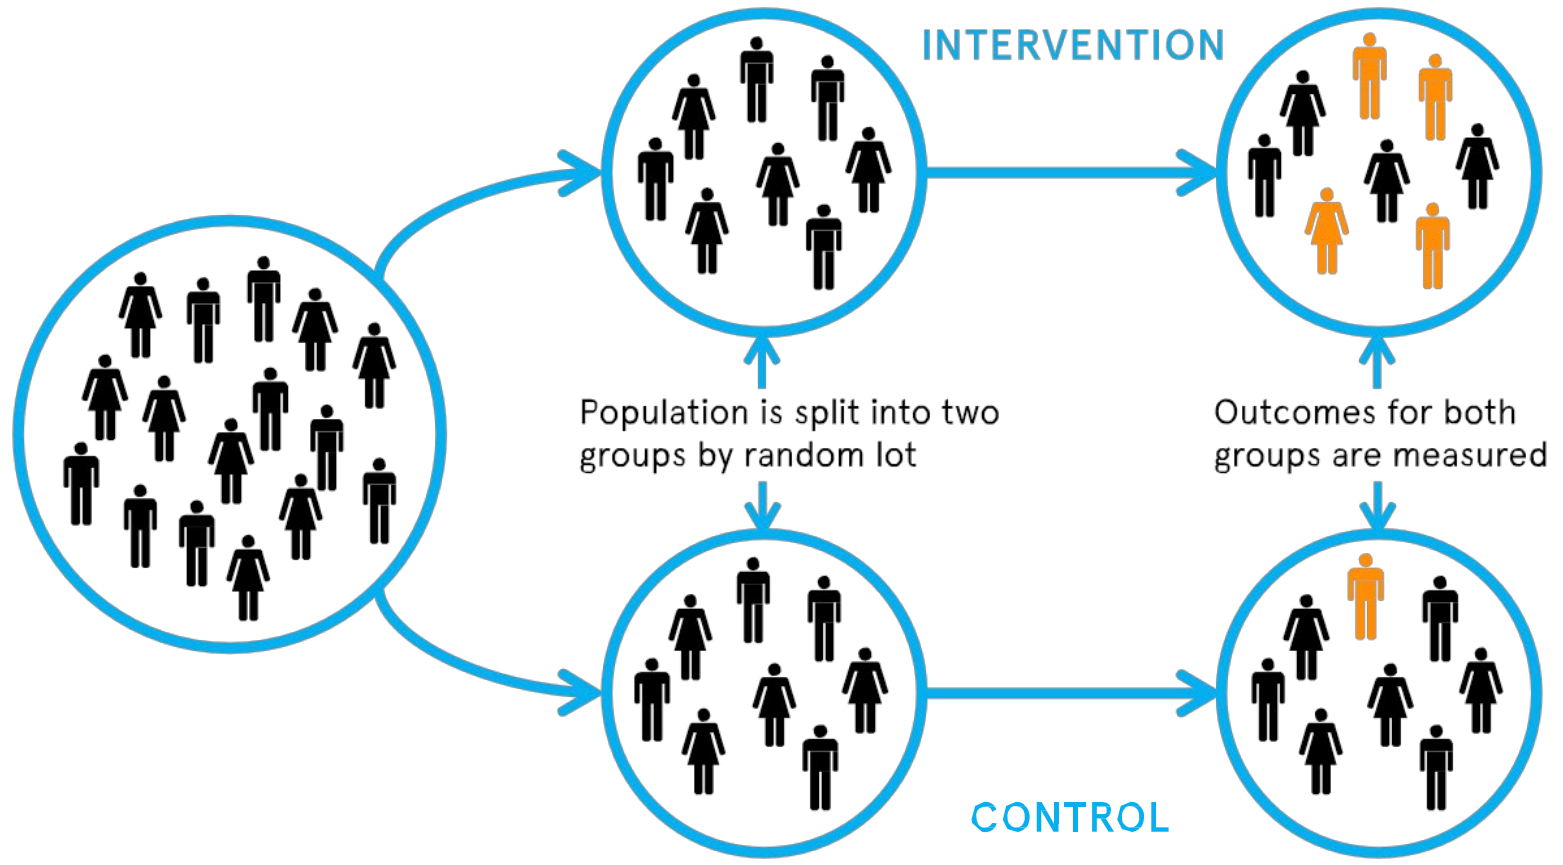 INTERVENTION
Population is split into two
groups by random lot
Outcomes for both
groups are measured
CONTROL